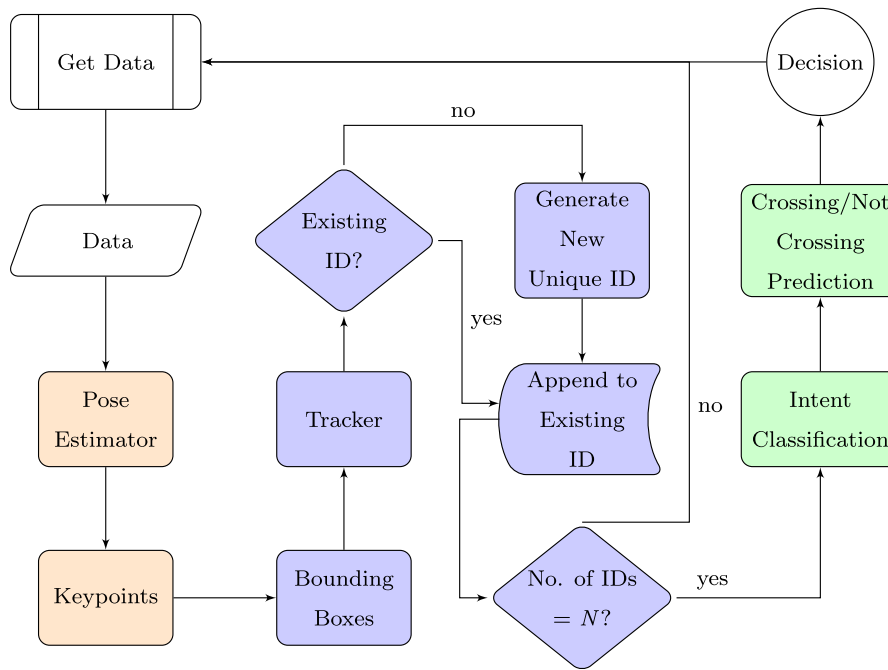 Get Data
Decision
no
Existing
ID?
Generate
New
Unique ID
Crossing/Not
Crossing
Prediction
Data
yes
Pose
Estimator
Tracker
Append to
Existing
ID
no
Intent
Classification
Keypoints
Bounding
Boxes
No. of IDs
= N?
yes